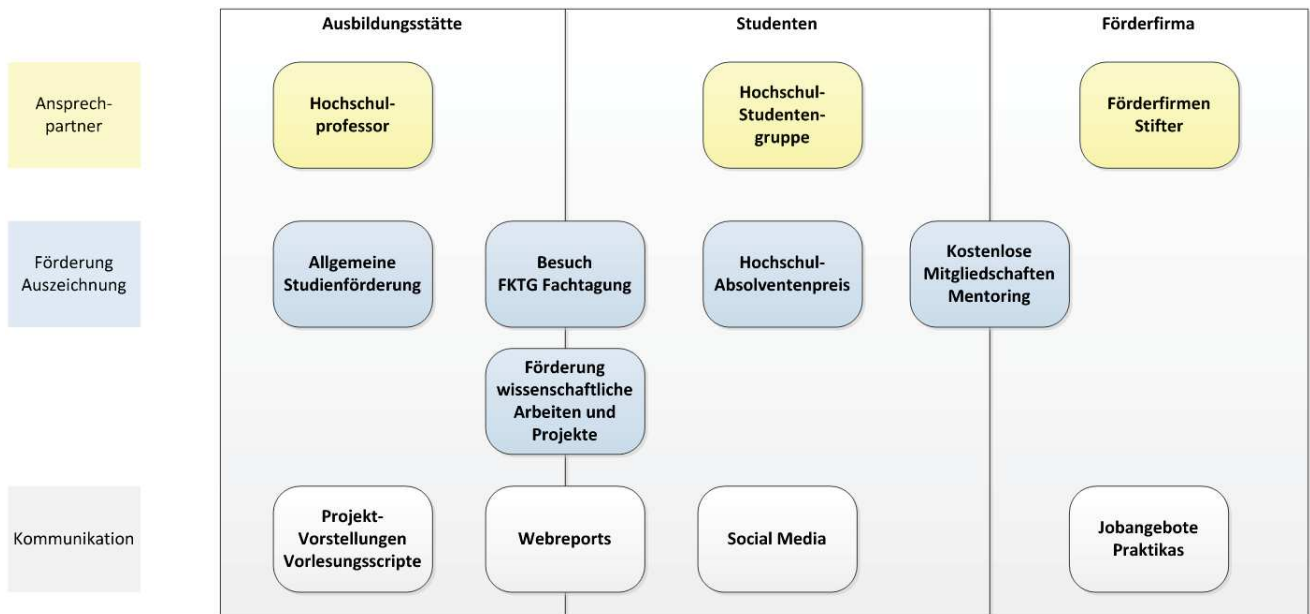 Ausbildungsstätte
Studenten
Förderfirma
Ansprech-
partner
Hochschul-
professor
Hochschul-
Studenten-
gruppe
Förderfirmen
Stifter
Förderung
Auszeichnung
Allgemeine
Studienförderung
Besuch
FKTG Fachtagung
Hochschul-
Absolventenpreis
Kostenlose
Mitgliedschaften
Mentoring
Förderung
wissenschaftliche
Arbeiten und
Projekte
Kommunikation
Projekt-
Vorstellungen
Vorlesungsscripte
Webreports
Social Media
Jobangebote
Praktikas